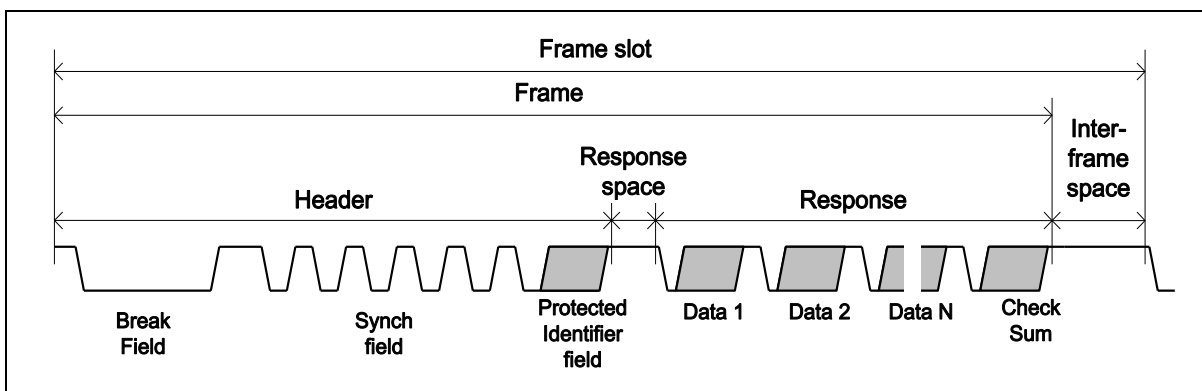 Frame slot
Frame
Inter-
frame
space
Response
space
Header
Response
Break
Field
Synch
field
Protected
Identifier
field
Data 1
Data 2
Data N
Check
Sum